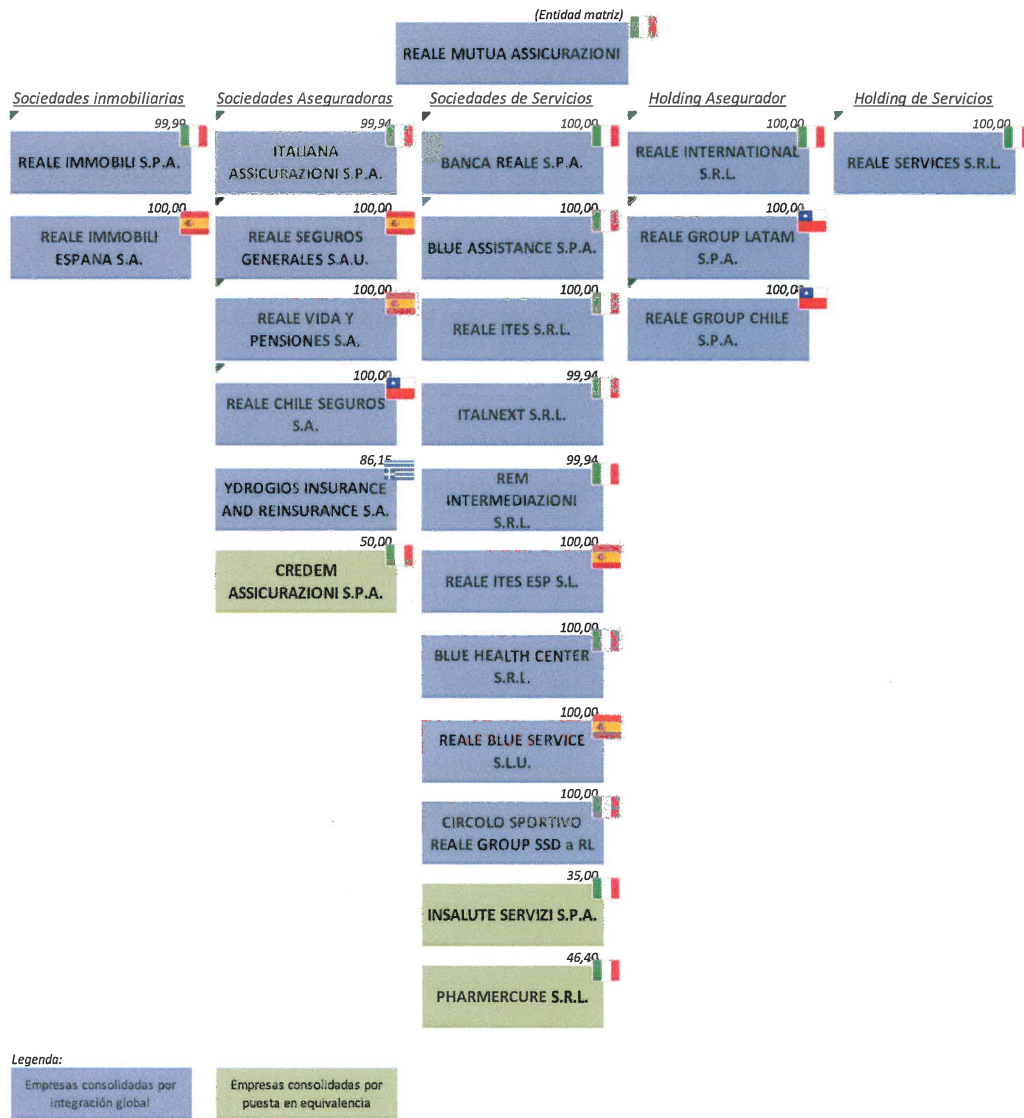 (Entidad matriz)
REALE MUTUA ASSICURAZIONI
Sociedades inmobiliarias
99,99
REALE IMMOBILI S.P.A.
100,00
REALE IMMOBILI
ESPANA S.A.
Sociedades Aseguradoras
99,94
ITALIANA
ASSICURAZIONI S.P.A.
100,00
REALE SEGUROS
GENERALES S.A.U.
100,00
REALE VIDA Y
PENSIONES S.A.
100,00
REALE CHILE SEGUROS
S.A.
86,15
YDROGIOS INSURANCE
AND REINSURANCE S.A.
50,00
CREDEM
ASSICURAZIONI S.P.A.
Sociedades de Servicios
100,00
BANCA REALE S.P.A.
100,00
BLUE ASSISTANCE S.P.A.
100,00
REALE ITES S.R.L.
99,94
ITALNEXT S.R.L.
99,94
REM
INTERMEDIAZIONI
S.R.L.
100,00
REALE ITES ESP S.L.
100,00
BLUE HEALTH CENTER
S.R.L.
100,00
REALE BLUE SERVICE
S.L.U.
100,00
CIRCOLO SPORTIVO
REALE GROUP SSD a RL
35,00
INSALUTE SERVIZI S.P.A.
46,40
PHARMERCURE S.R.L.
Holding Asegurador
100,00
REALE INTERNATIONAL
S.R.L.
100,00
REALE GROUP LATAM
S.P.A.
100,00
REALE GROUP CHILE
S.P.A.
Holding de Servicios
100,00
REALE SERVICES S.R.L.
Legenda:
Empresas consolidadas por
integración global
Empresas consolidadas por
puesta en equivalencia